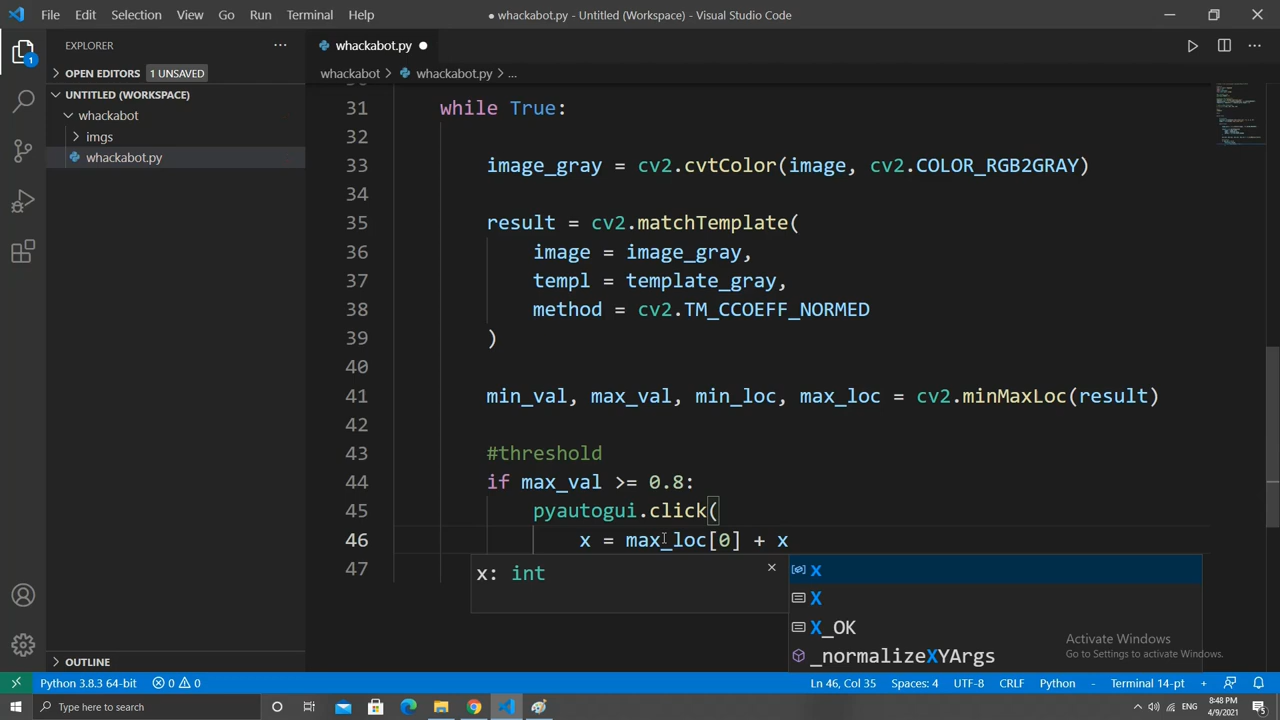 File Edit Selection View Go Run Terminal Help
● whackabot.py - Untitled (Workspace) - Visual Studio Code
EXPLORER
whackabot.py
OPEN EDITORS 1 UNSAVED
whackabot > whackabot.py > ...
UNTITLED (WORKSPACE)
whackabot
imgs
whackabot.py
31 while True:
32
33 image_gray = cv2.cvtColor(image, cv2.COLOR_RGB2GRAY)
34
35 result = cv2.matchTemplate(
36 image = image_gray,
37 templ = template_gray,
38 method = cv2.TM_CCOEFF_NORMED
39 )
40
41 min_val, max_val, min_loc, max_loc = cv2.minMaxLoc(result)
42
43 #threshold
44 if max_val >= 0.8:
45 pyautogui.click(
46 x = max_loc[0] + x
47
x: int
x
X
X_OK
_normalizeXYArgs
Activate Windows
Go to Settings to activate Windows.
OUTLINE
Python 3.8.3 64-bit 0 0 Ln 46, Col 35 Spaces: 4 UTF-8 CRLF Python - Terminal 14-pt +
Type here to search
ENG
8:48 PM
4/9/2021
5
1